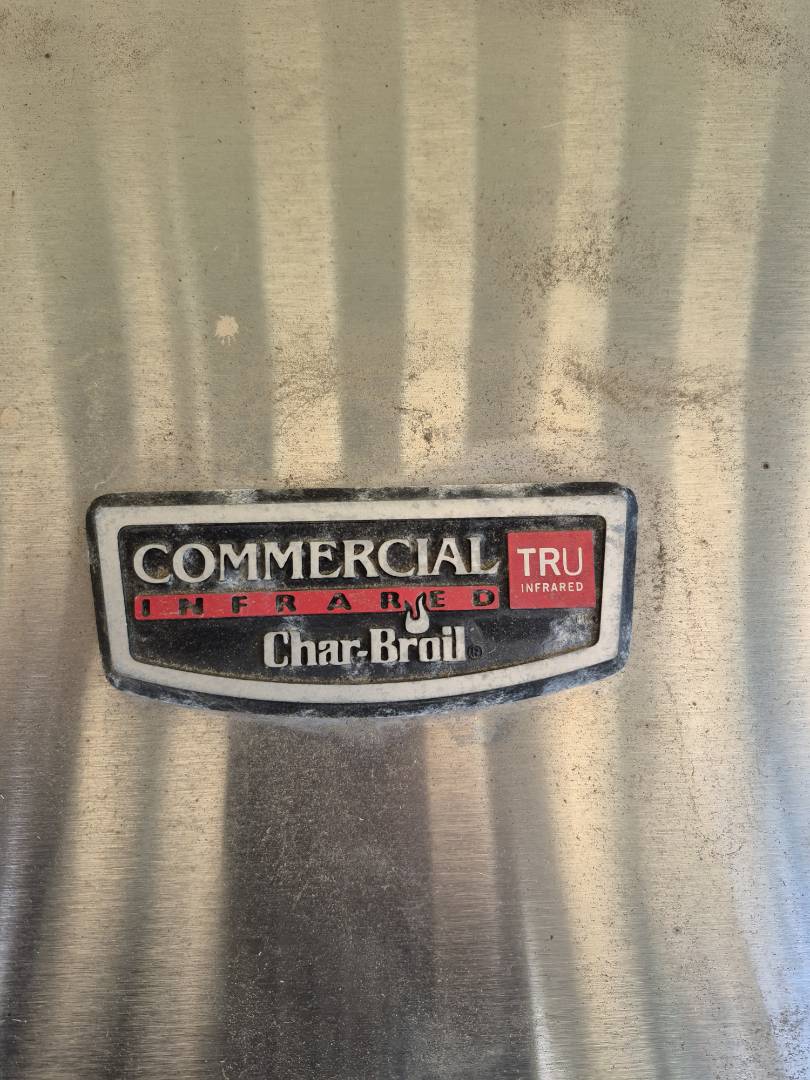 COMMERCIAL
INFRARED
TRU
INFRARED
Char-Broil®